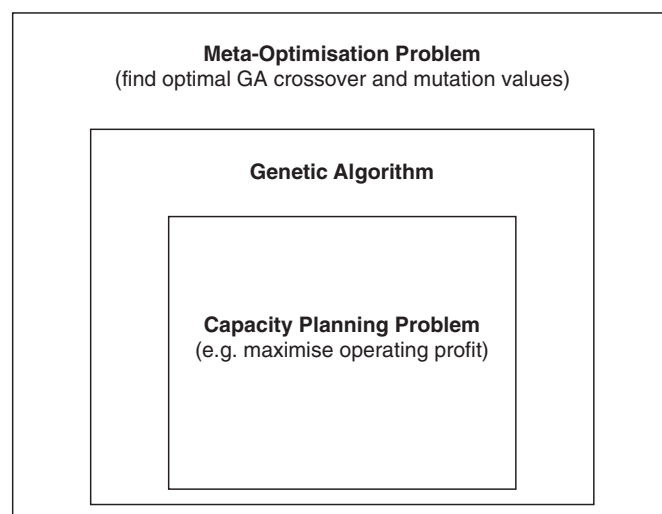 Meta-Optimisation Problem
(find optimal GA crossover and mutation values)
Genetic Algorithm
Capacity Planning Problem
(e.g. maximise operating profit)